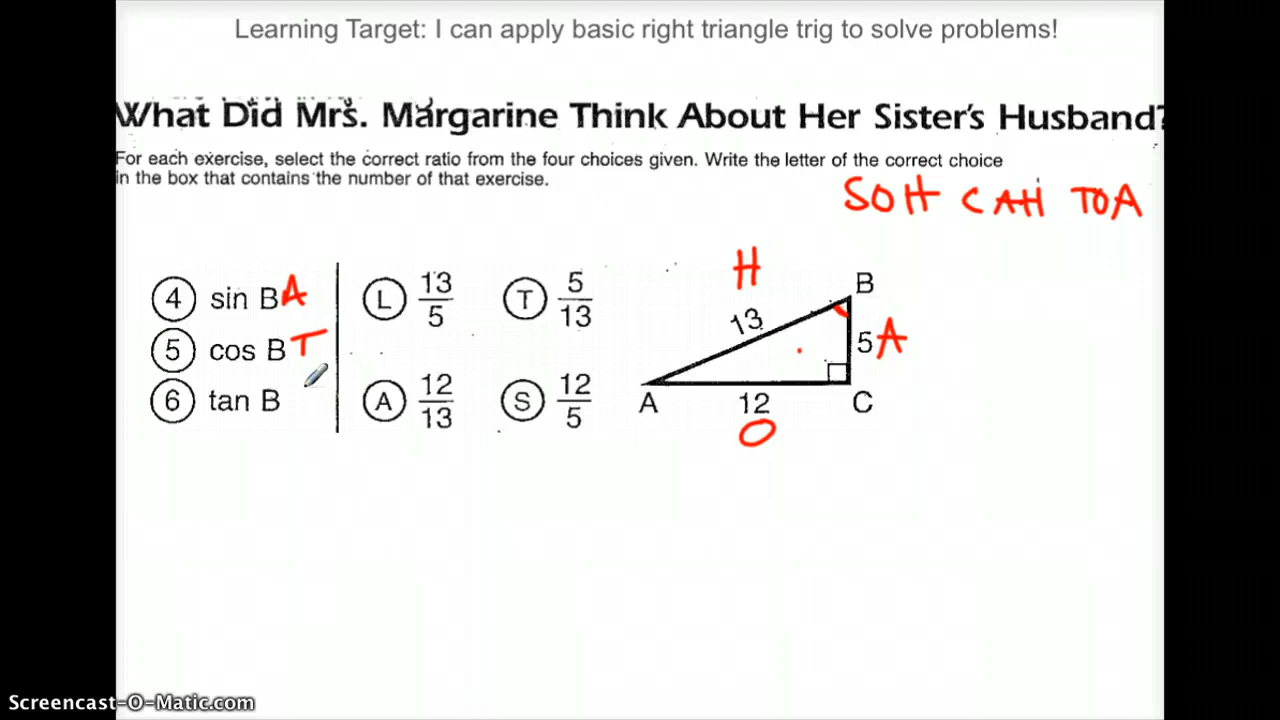 Learning Target: I can apply basic right triangle trig to solve problems!
What Did Mrs. Margarine Think About Her Sister's Husband?
For each exercise, select the correct ratio from the four choices given. Write the letter of the correct choice
in the box that contains the number of that exercise.
SOH CAH TOA
4 sin B A
5 cos B T
6 tan B
L 13/5
T 5/13
A 12/13
S 12/5
H
B
13
5 A
A
12
C
O
Screencast-O-Matic.com